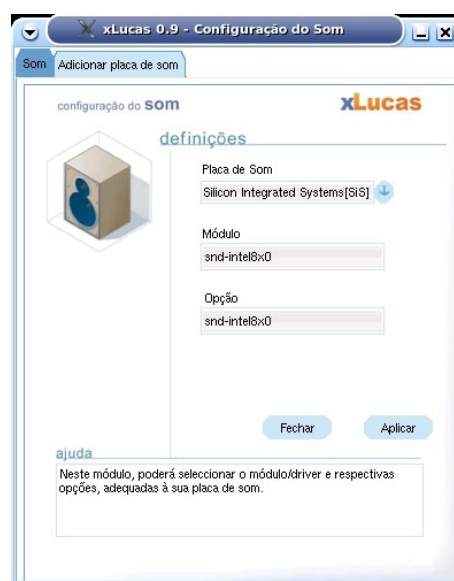 xLucas 0.9 - Configuração do Som
Som
Adicionar placa de som
configuração do som
xLucas
definições
Placa de Som
Silicon Integrated Systems[SiS]
Módulo
snd-intel8x0
Opção
snd-intel8x0
Fechar
Aplicar
ajuda
Neste módulo, poderá seleccionar o módulo/driver e respectivas
opções, adequadas à sua placa de som.